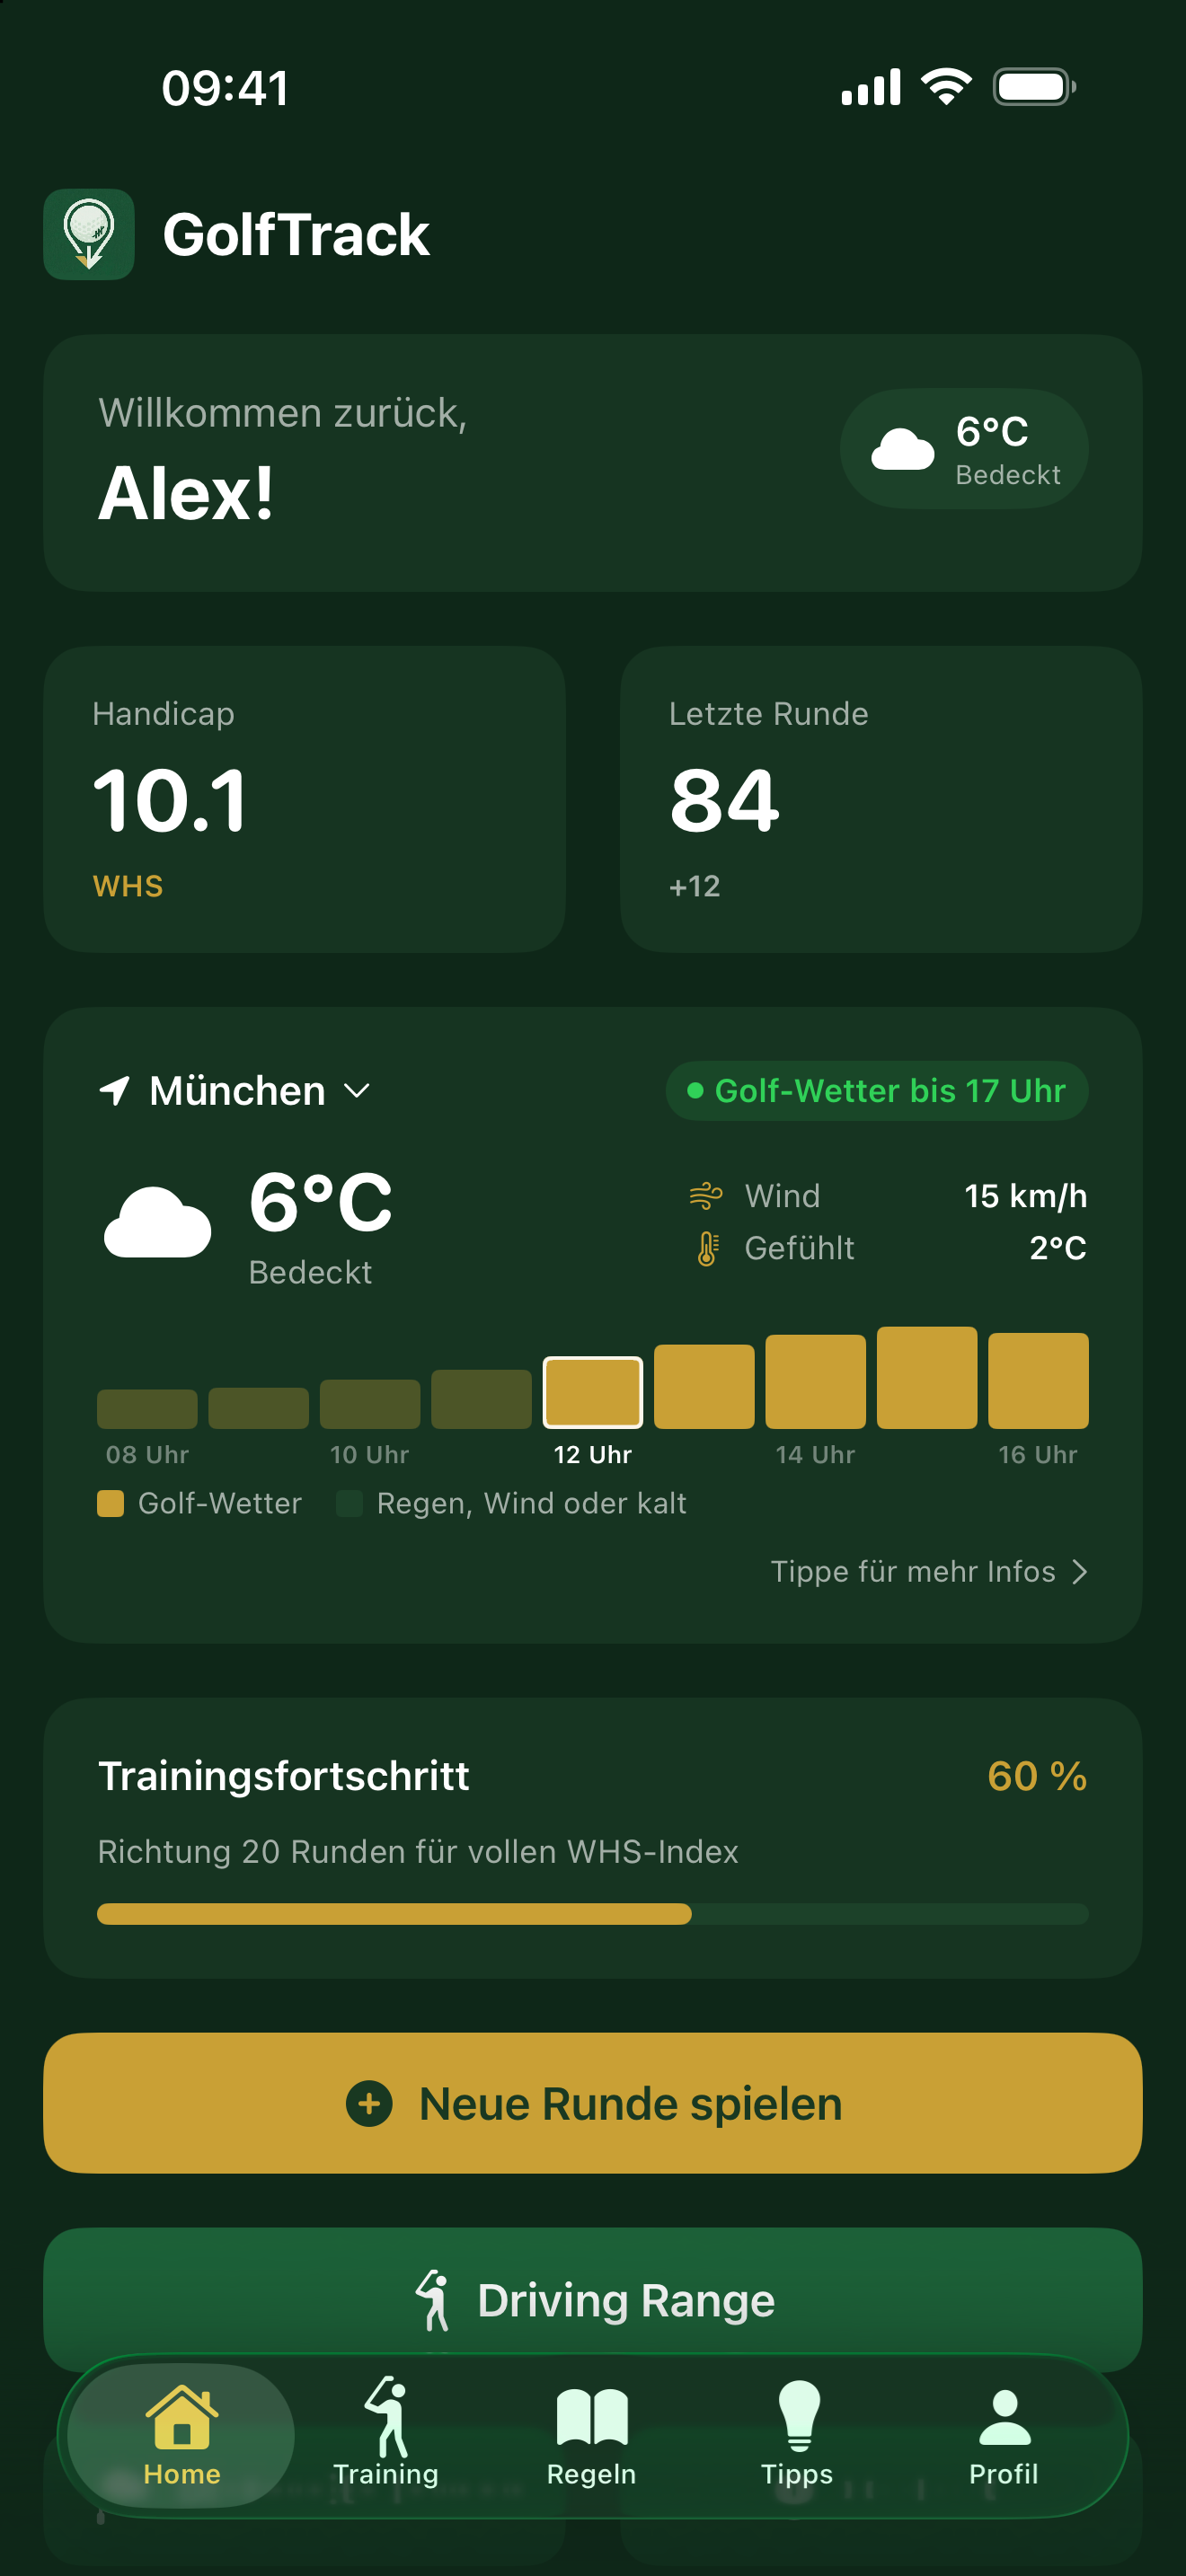 09:41
GolfTrack
Willkommen zurück,
Alex!
6°C
Bedeckt
Handicap
10.1
WHS
Letzte Runde
84
+12
München
Golf-Wetter bis 17 Uhr
6°C
Bedeckt
Wind 15 km/h
Gefühlt 2°C
08 Uhr 10 Uhr 12 Uhr 14 Uhr 16 Uhr
Golf-Wetter Regen, Wind oder kalt
Tippe für mehr Infos
Trainingsfortschritt 60 %
Richtung 20 Runden für vollen WHS-Index
Neue Runde spielen
Driving Range
Home Training Regeln Tipps Profil